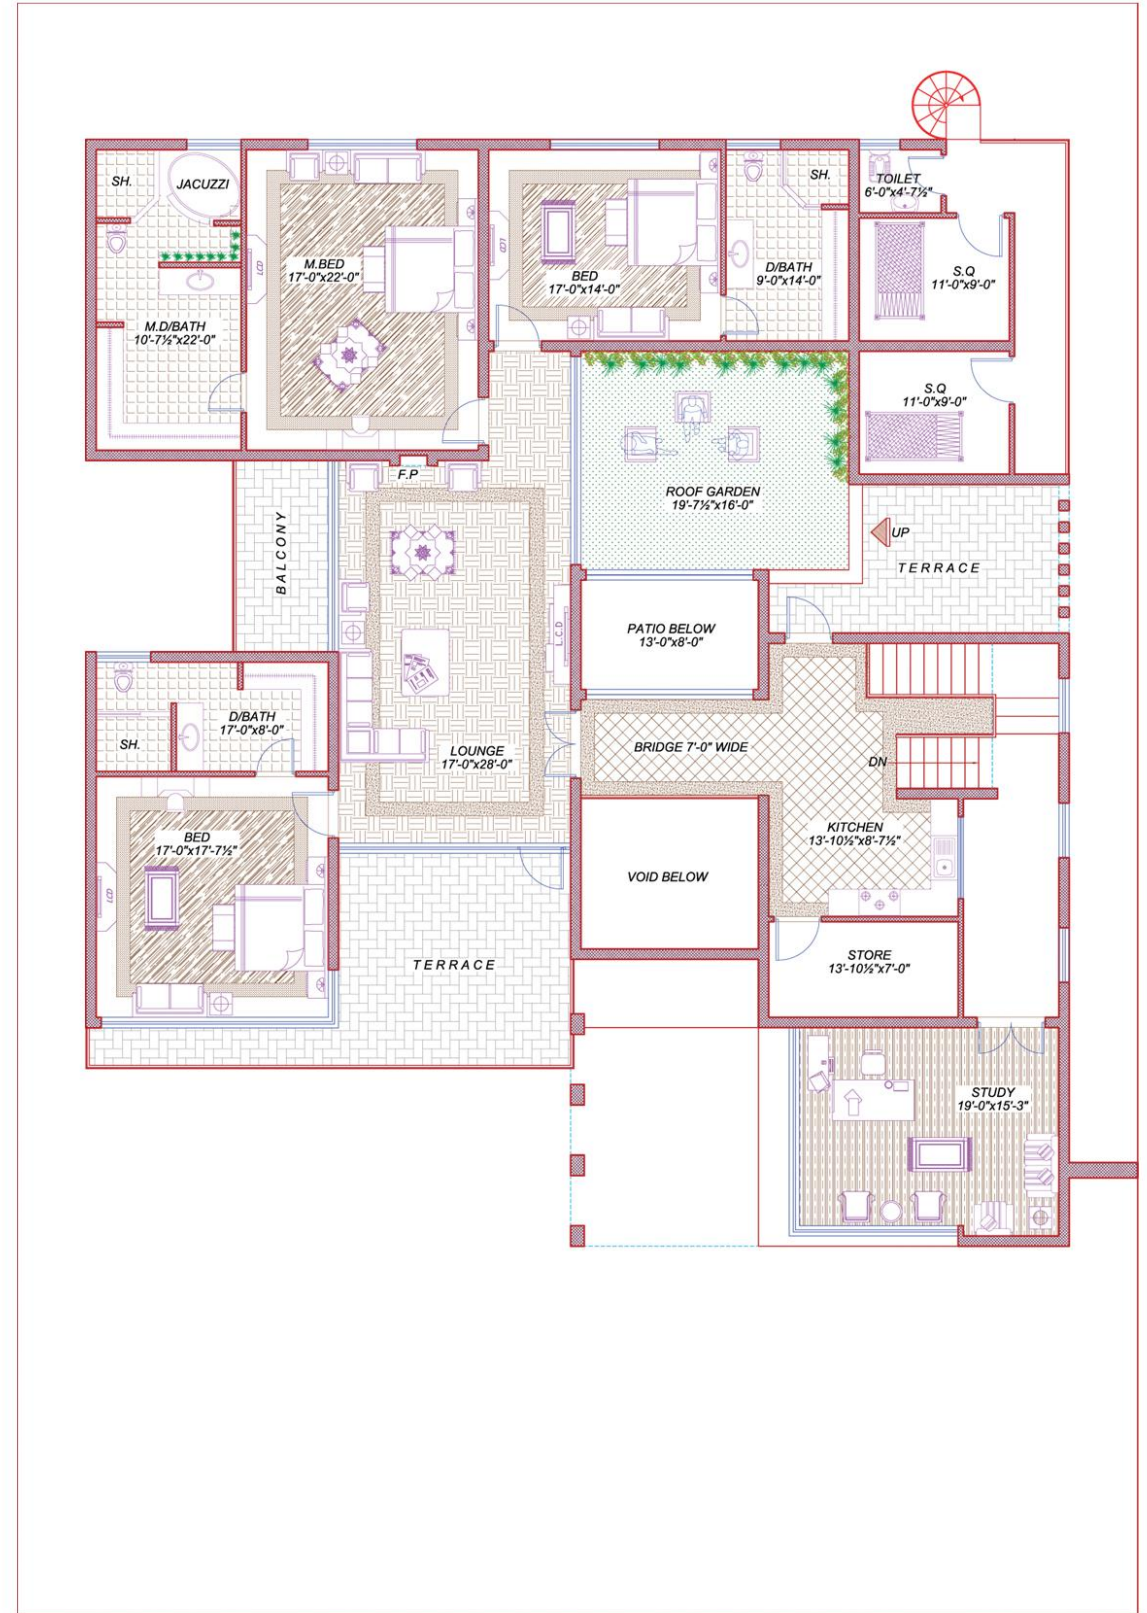 SH.
JACUZZI
M.BED
17'-0"x22'-0"
LCD
M.D/BATH
10'-7½"x22'-0"
LCD
BED
17'-0"x14'-0"
SH.
D/BATH
9'-0"x14'-0"
TOILET
6'-0"x4'-7½"
S.Q
11'-0"x9'-0"
S.Q
11'-0"x9'-0"
F.P
ROOF GARDEN
19'-7½"x16'-0"
UP
TERRACE
BALCONY
L.C.D
PATIO BELOW
13'-0"x8'-0"
D/BATH
17'-0"x8'-0"
SH.
LOUNGE
17'-0"x28'-0"
BRIDGE 7'-0" WIDE
DN
BED
17'-0"x17'-7½"
LCD
KITCHEN
13'-10½"x8'-7½"
VOID BELOW
TERRACE
STORE
13'-10½"x7'-0"
STUDY
19'-0"x15'-3"